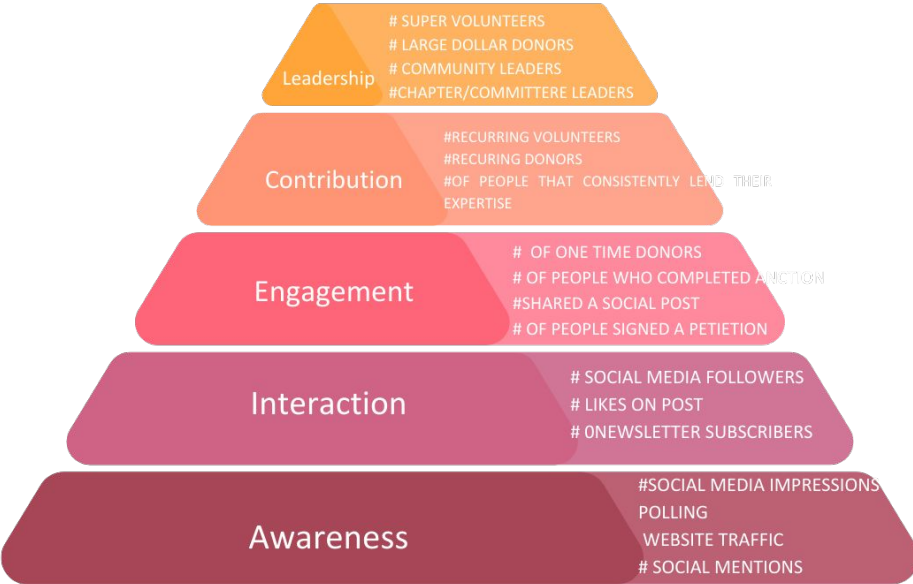 # SUPER VOLUNTEERS
# LARGE DOLLAR DONORS
# COMMUNITY LEADERS
#CHAPTER/COMMITTERE LEADERS
Leadership
#RECURRING VOLUNTEERS
#RECURING DONORS
#OF PEOPLE THAT CONSISTENTLY LEND THEIR
EXPERTISE
Contribution
# OF ONE TIME DONORS
# OF PEOPLE WHO COMPLETED ANCTION
#SHARED A SOCIAL POST
# OF PEOPLE SIGNED A PETIETION
Engagement
# SOCIAL MEDIA FOLLOWERS
# LIKES ON POST
# 0NEWSLETTER SUBSCRIBERS
Interaction
#SOCIAL MEDIA IMPRESSIONS
POLLING
WEBSITE TRAFFIC
# SOCIAL MENTIONS
Awareness